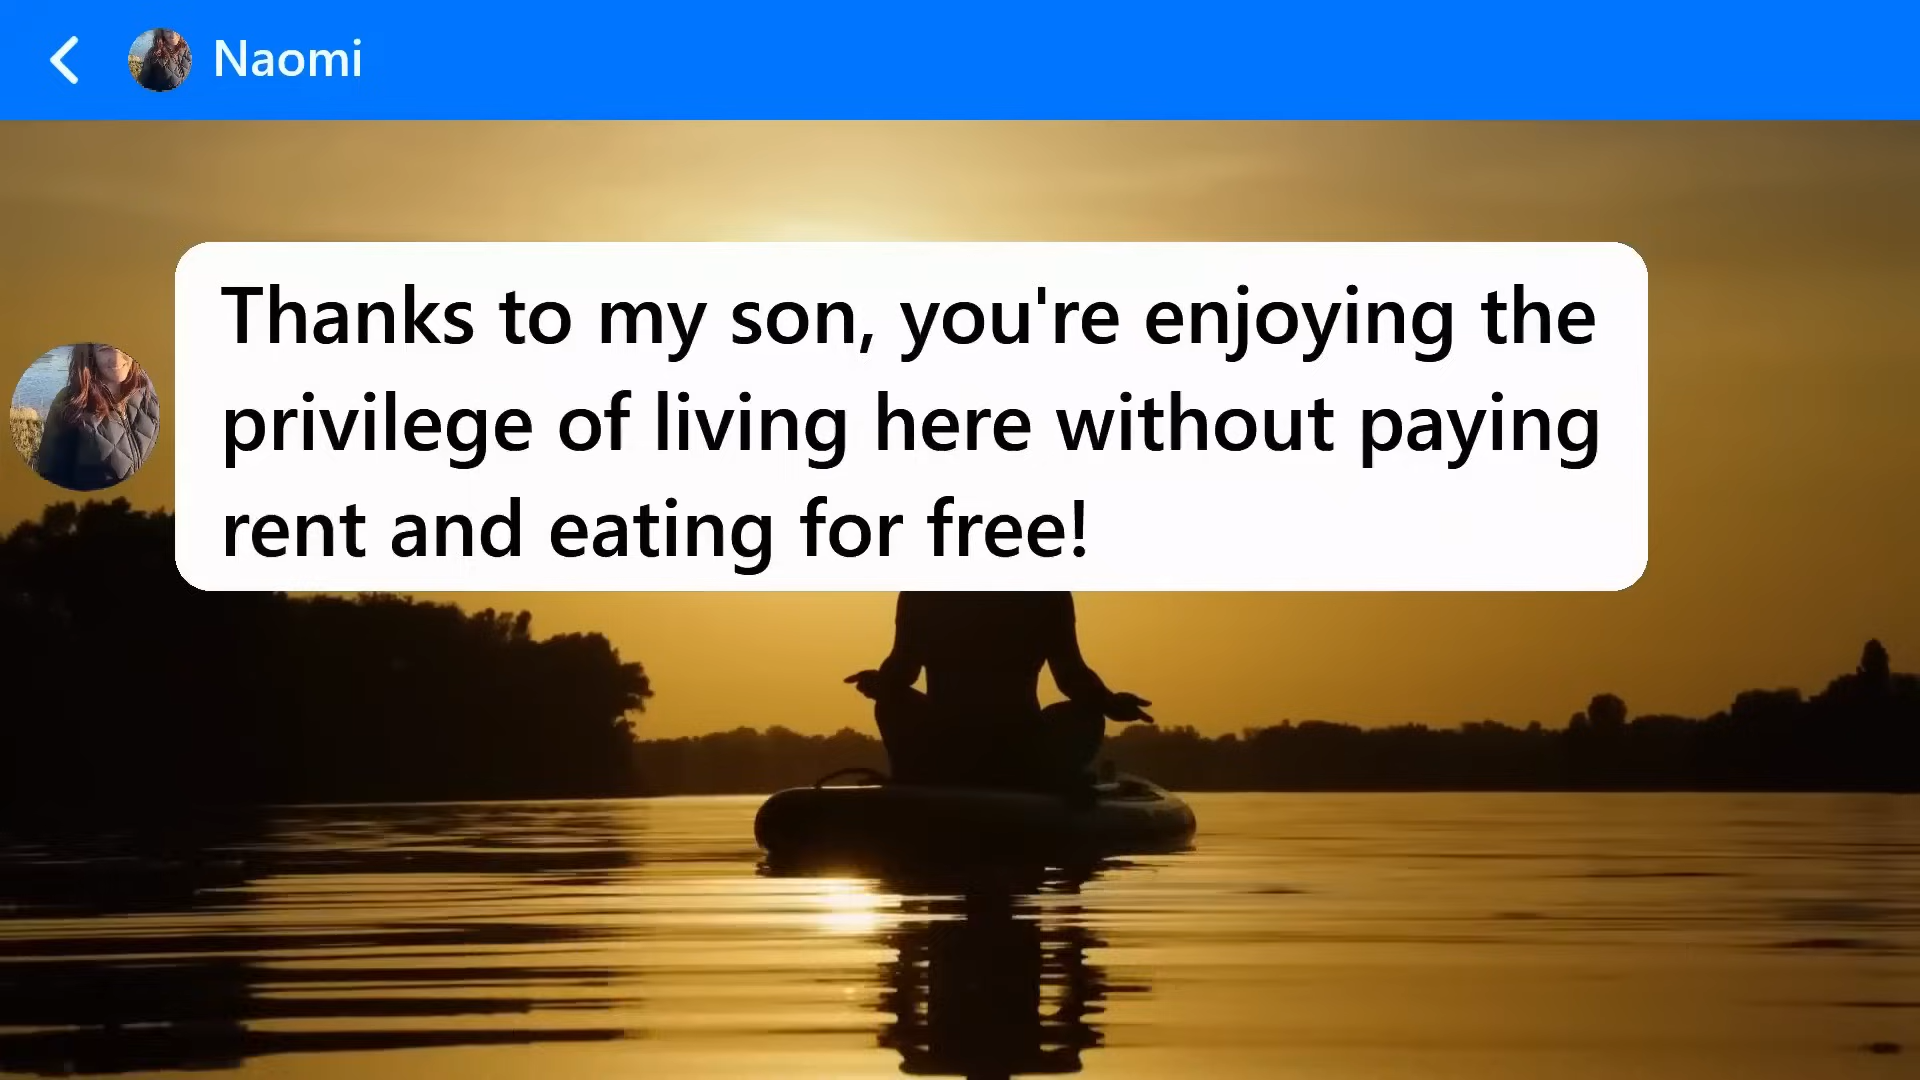 Naomi
Thanks to my son, you're enjoying the
privilege of living here without paying
rent and eating for free!